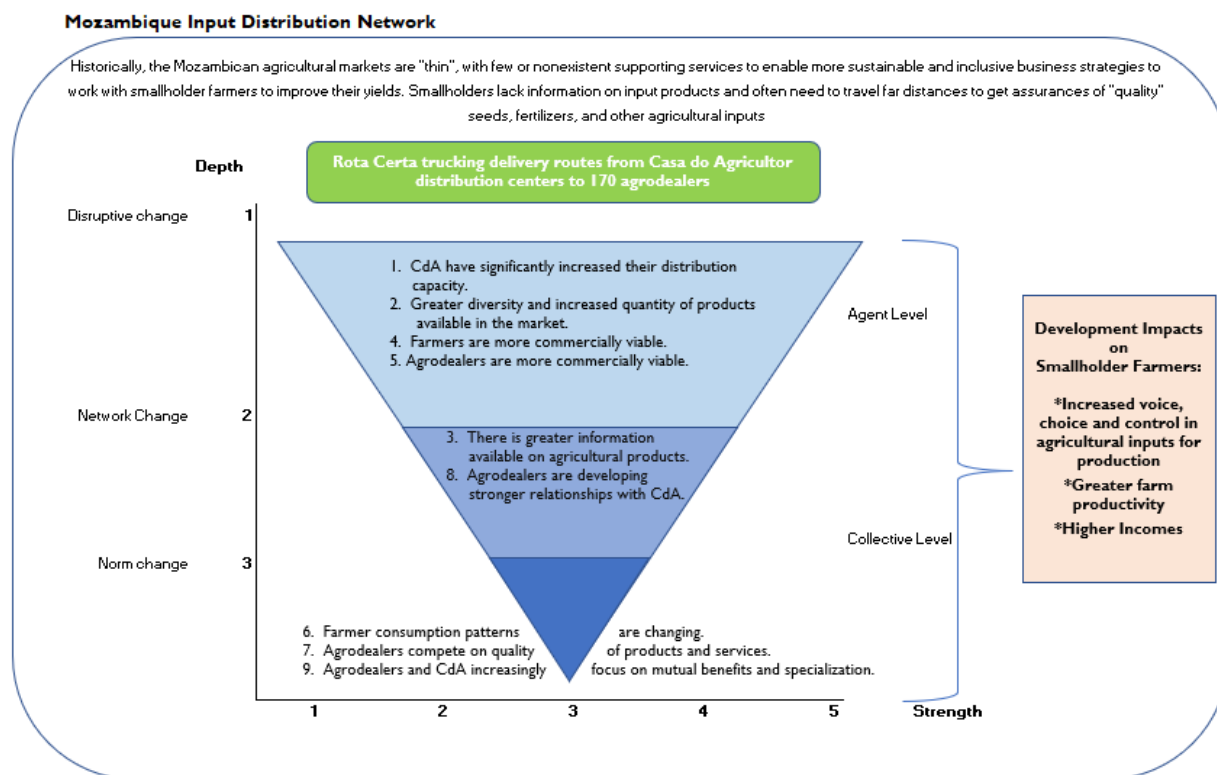 Mozambique Input Distribution Network
Historically, the Mozambican agricultural markets are "thin", with few or nonexistent supporting services to enable more sustainable and inclusive business strategies to
work with smallholder farmers to improve their yields. Smallholders lack information on input products and often need to travel far distances to get assurances of "quality"
seeds, fertilizers, and other agricultural inputs
Depth
Rota Certa trucking delivery routes from Casa do Agricultor
distribution centers to 170 agrodealers
Disruptive change 1
1. CdA have significantly increased their distribution
capacity.
2. Greater diversity and increased quantity of products
available in the market.
4. Farmers are more commercially viable.
5. Agrodealers are more commercially viable.
Agent Level
Network Change 2
3. There is greater information
available on agricultural products.
8. Agrodealers are developing
stronger relationships with CdA.
Collective Level
Norm change 3
6. Farmer consumption patterns are changing.
7. Agrodealers compete on quality of products and services.
9. Agrodealers and CdA increasingly focus on mutual benefits and specialization.
1 2 3 4 5 Strength
Development Impacts
on
Smallholder Farmers:
*Increased voice,
choice and control in
agricultural inputs for
production
*Greater farm
productivity
*Higher Incomes